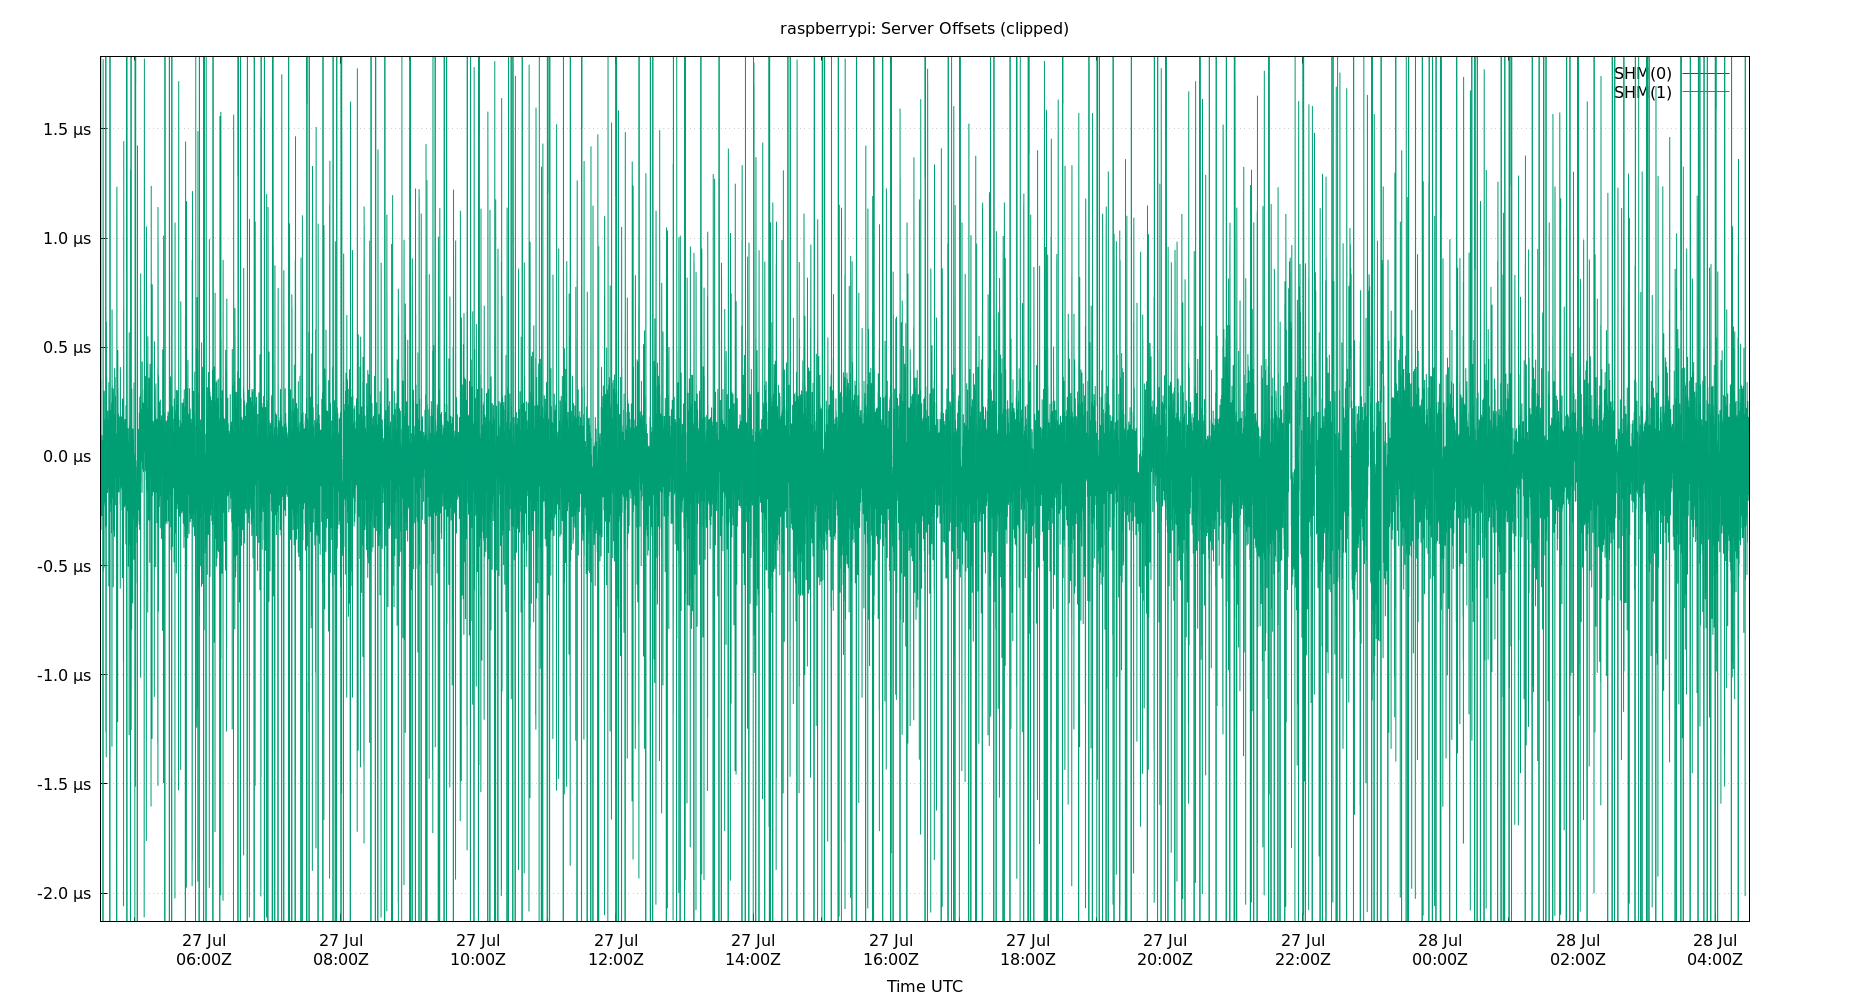 raspberrypi: Server Offsets (clipped)
SHM(0)
SHM(1)
1.5 µs
1.0 µs
0.5 µs
0.0 µs
-0.5 µs
-1.0 µs
-1.5 µs
-2.0 µs
27 Jul 27 Jul 27 Jul 27 Jul 27 Jul 27 Jul 27 Jul 27 Jul 27 Jul 28 Jul 28 Jul 28 Jul
06:00Z 08:00Z 10:00Z 12:00Z 14:00Z 16:00Z 18:00Z 20:00Z 22:00Z 00:00Z 02:00Z 04:00Z
Time UTC